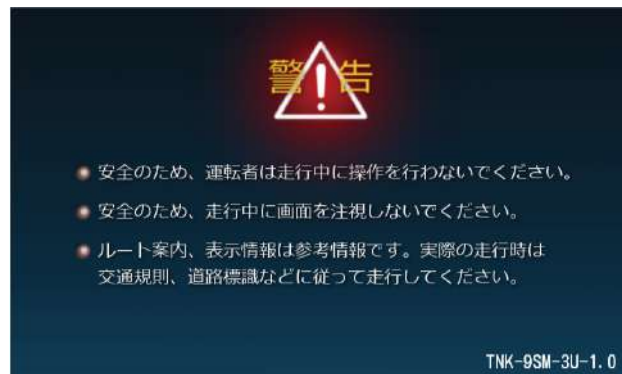 警告
安全のため、運転者は走行中に操作を行わないでください。
安全のため、走行中に画面を注視しないでください。
ルート案内、表示情報は参考情報です。実際の走行時は
交通規則、道路標識などに従って走行してください。
TNK-9SM-3U-1.0